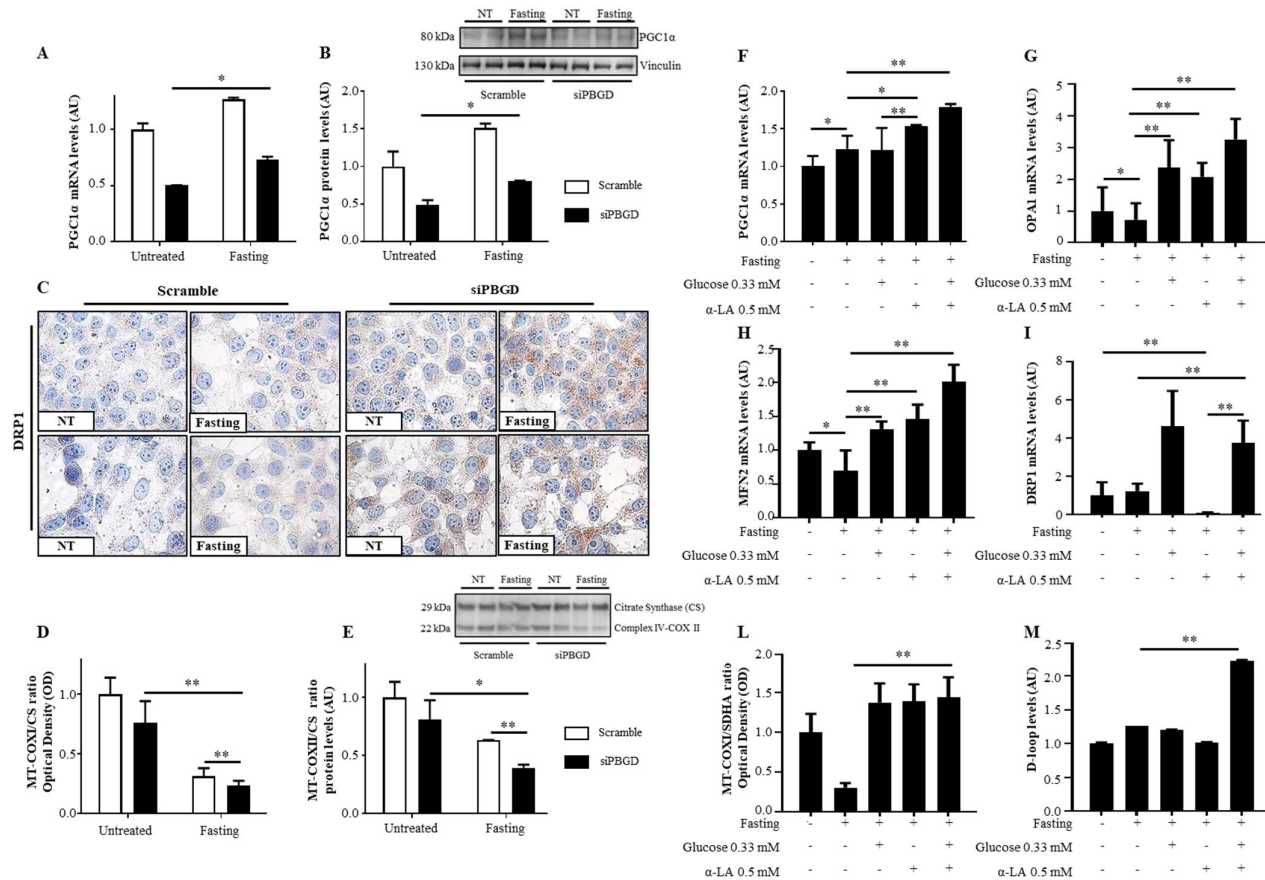 A
PGC1α mRNA levels (AU)
1.0
0.5
0.0
*
Untreated
Fasting
B
NT
Fasting
NT
Fasting
80 kDa
PGC1α
130 kDa
Vinculin
Scramble
siPBGD
PGC1α protein levels (AU)
2.0
1.5
1.0
0.5
0.0
*
Untreated
Fasting
Scramble
siPBGD
C
Scramble
siPBGD
DRP1
NT
Fasting
NT
Fasting
NT
Fasting
NT
Fasting
D
MT-COXI/CS ratio
Optical Density (OD)
1.0
0.5
0.0
**
**
Untreated
Fasting
E
NT
Fasting
NT
Fasting
29 kDa
Citrate Synthase (CS)
22 kDa
Complex IV-COX II
Scramble
siPBGD
MT-COXII/CS ratio
protein levels (AU)
1.0
0.5
0.0
*
**
Untreated
Fasting
Scramble
siPBGD
F
PGC1α mRNA levels (AU)
2.0
1.5
1.0
0.5
0.0
**
*
*
**
Fasting - + + + +
Glucose 0.33 mM - - + - +
α-LA 0.5 mM - - - + +
G
OPA1 mRNA levels (AU)
5
4
3
2
1
0
**
**
**
*
Fasting - + + + +
Glucose 0.33 mM - - + - +
α-LA 0.5 mM - - - + +
H
MFN2 mRNA levels (AU)
2.5
2.0
1.5
1.0
0.5
0.0
**
**
**
*
Fasting - + + + +
Glucose 0.33 mM - - + - +
α-LA 0.5 mM - - - + +
I
DRP1 mRNA levels (AU)
8
6
4
2
0
**
**
**
Fasting - + + + +
Glucose 0.33 mM - - + - +
α-LA 0.5 mM - - - + +
L
MT-COXI/SDHA ratio
Optical Density (OD)
2.0
1.5
1.0
0.5
0.0
**
Fasting - + + + +
Glucose 0.33 mM - - + - +
α-LA 0.5 mM - - - + +
M
D-loop levels (AU)
2.5
2.0
1.5
1.0
0.5
0.0
**
Fasting - + + + +
Glucose 0.33 mM - - + - +
α-LA 0.5 mM - - - + +